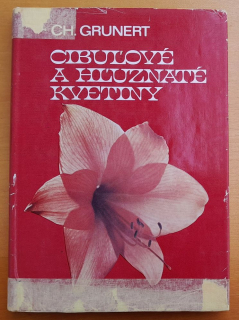 CH. GRUNERT
CIBUĽOVÉ
A HĽUZNATÉ
KVETINY